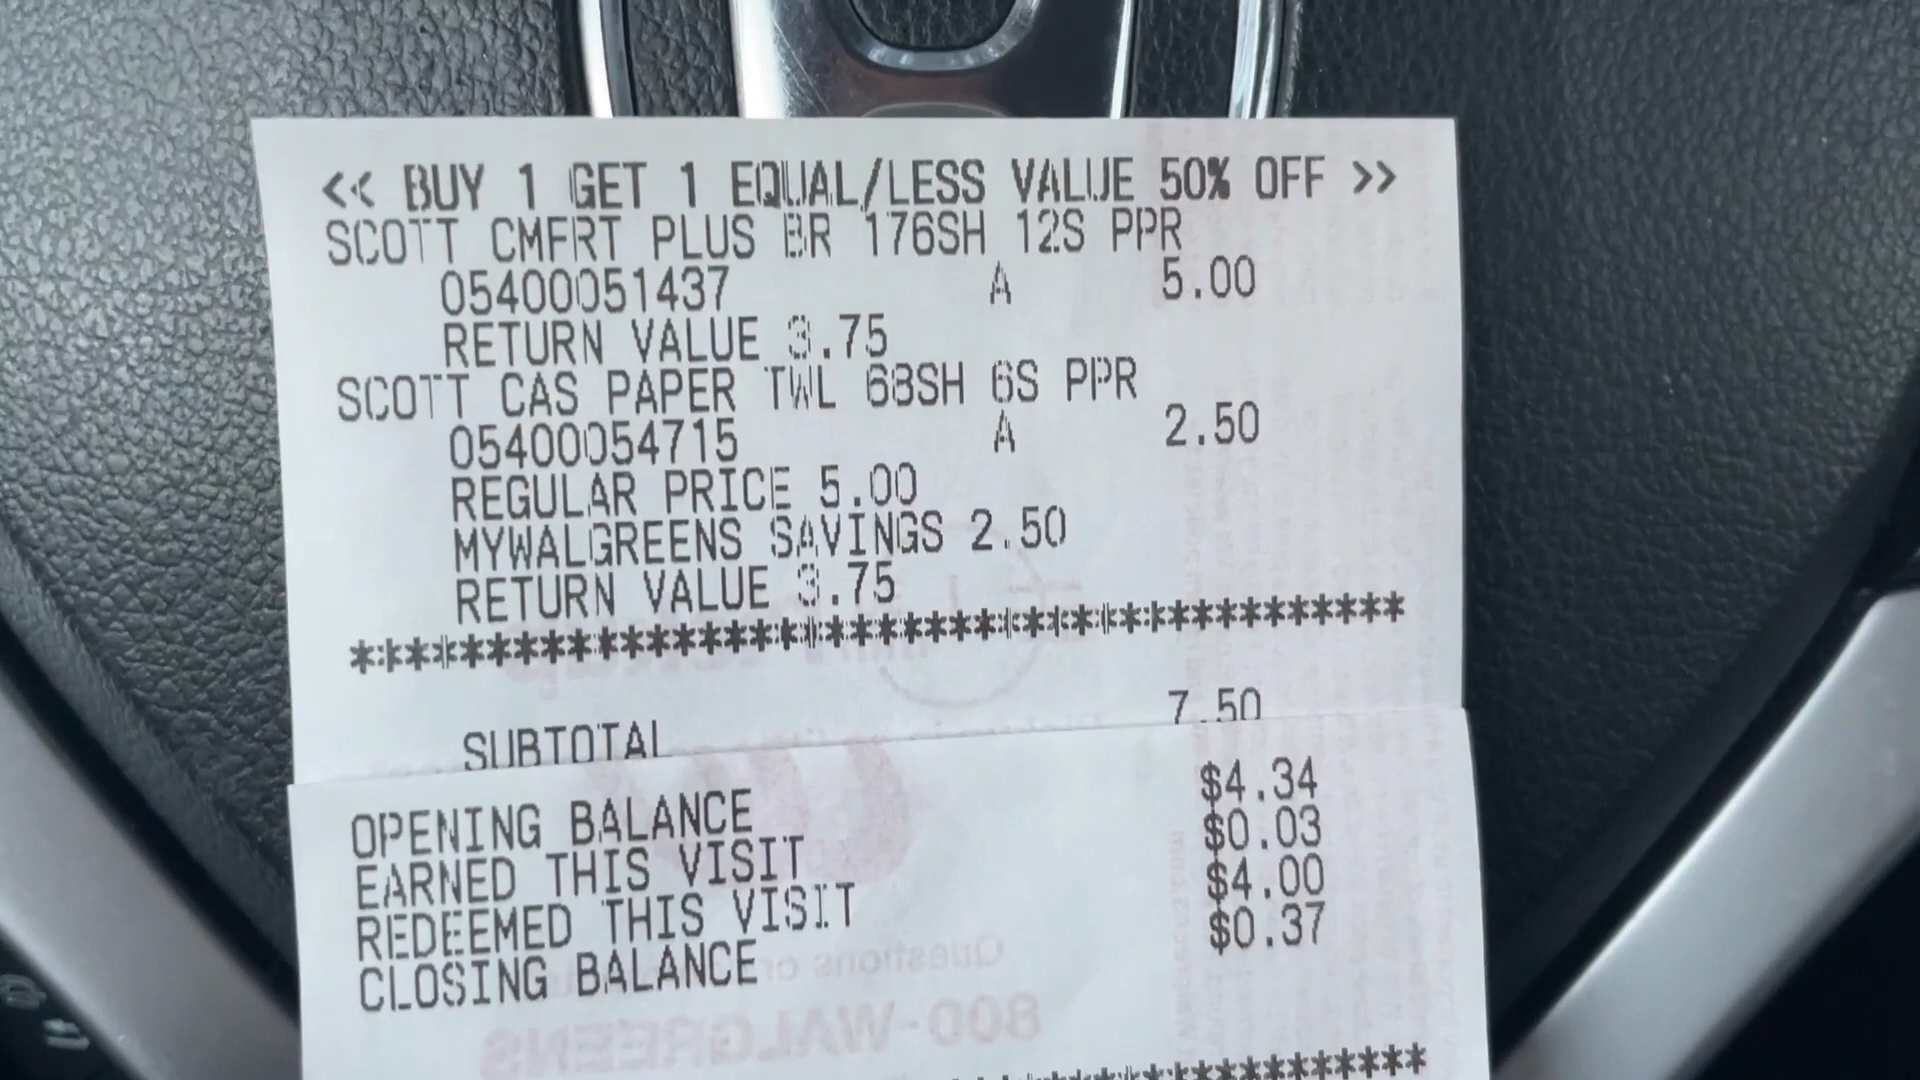 << BUY 1 GET 1 EQUAL/LESS VALUE 50% OFF >>
SCOTT CMFRT PLUS BR 176SH 12S PPR
05400051437 A 5.00
RETURN VALUE 3.75
SCOTT CAS PAPER TWL 68SH 6S PPR
05400054715 A 2.50
REGULAR PRICE 5.00
MYWALGREENS SAVINGS 2.50
RETURN VALUE 3.75
******************************************
SUBTOTAL 7.50
OPENING BALANCE $4.34
EARNED THIS VISIT $0.03
REDEEMED THIS VISIT $4.00
CLOSING BALANCE $0.37
Questions or
800-WALGREENS